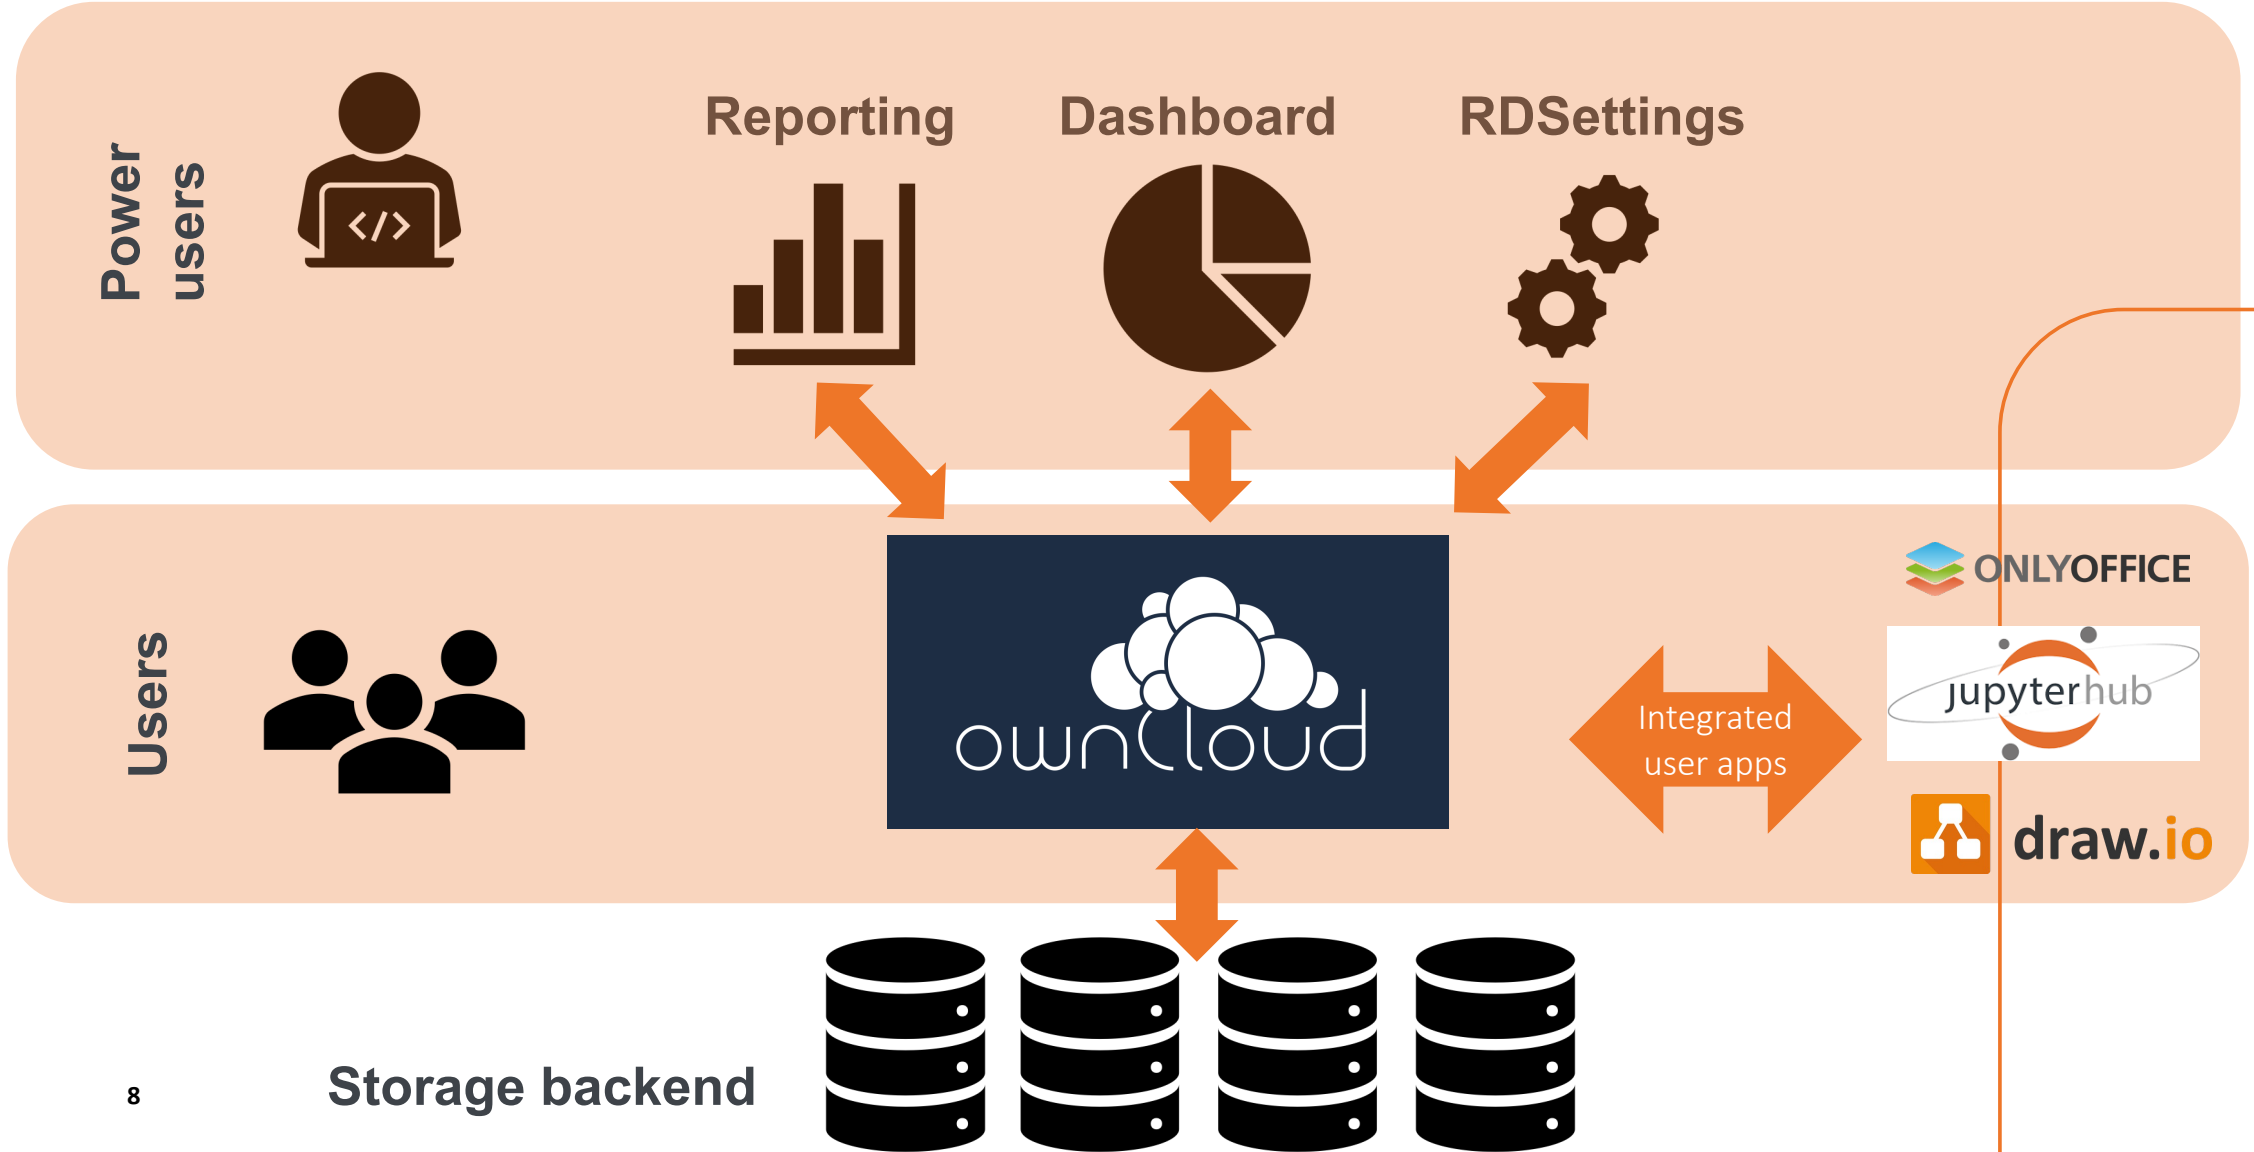 Power
users
Reporting
Dashboard
RDSettings
</>
Users
ownCloud
Integrated
user apps
ONLYOFFICE
jupyterhub
draw.io
Storage backend
8